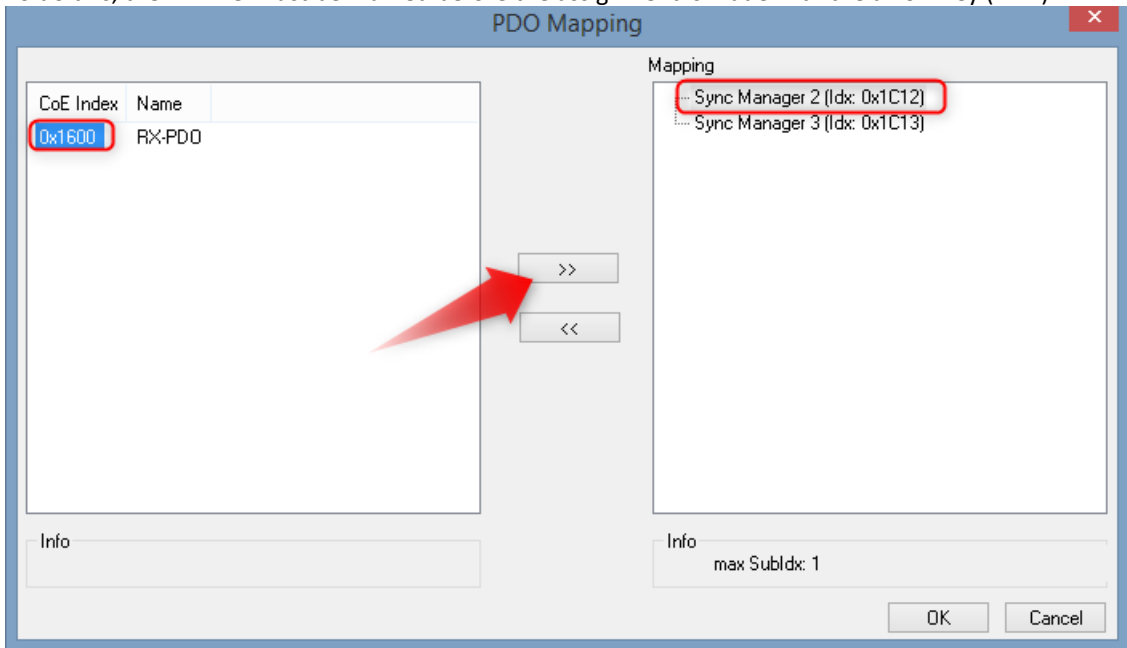 PDO Mapping
Mapping
CoE Index Name
0x1600 RX-PDO
Sync Manager 2 (Idx: 0x1C12)
Sync Manager 3 (Idx: 0x1C13)
>>
<<
Info
Info
max SubIdx: 1
OK Cancel